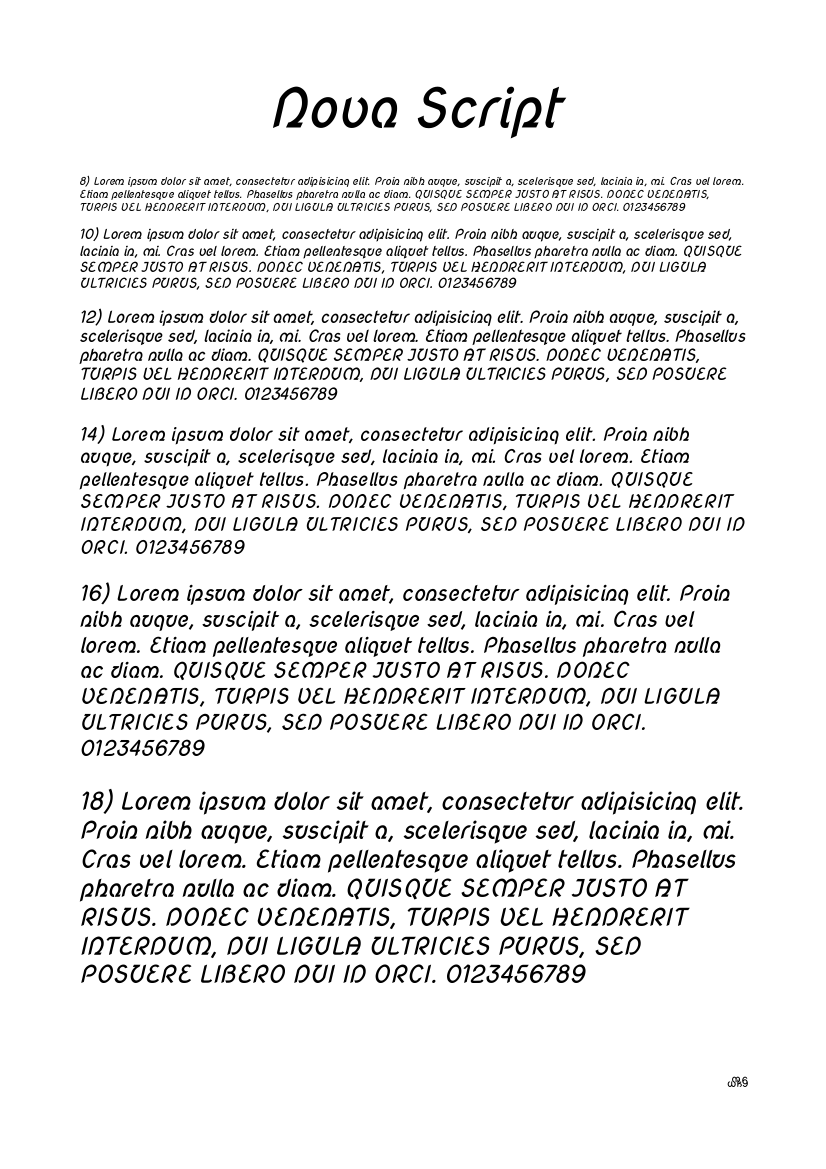 Nova Script
8) Lorem ipsum dolor sit amet, consectetur adipisicing elit. Proin nibh augue, suscipit a, scelerisque sed, lacinia in, mi. Cras vel lorem.
Etiam pellentesque aliquet tellus. Phasellus pharetra nulla ac diam. QUISQUE SEMPER JUSTO AT RISUS. DONEC VENENATIS,
TURPIS VEL HENDRERIT INTERDUM, DUI LIGULA ULTRICIES PURUS, SED POSUERE LIBERO DUI ID ORCI. 0123456789
10) Lorem ipsum dolor sit amet, consectetur adipisicing elit. Proin nibh augue, suscipit a, scelerisque sed,
lacinia in, mi. Cras vel lorem. Etiam pellentesque aliquet tellus. Phasellus pharetra nulla ac diam. QUISQUE
SEMPER JUSTO AT RISUS. DONEC VENENATIS, TURPIS VEL HENDRERIT INTERDUM, DUI LIGULA
ULTRICIES PURUS, SED POSUERE LIBERO DUI ID ORCI. 0123456789
12) Lorem ipsum dolor sit amet, consectetur adipisicing elit. Proin nibh augue, suscipit a,
scelerisque sed, lacinia in, mi. Cras vel lorem. Etiam pellentesque aliquet tellus. Phasellus
pharetra nulla ac diam. QUISQUE SEMPER JUSTO AT RISUS. DONEC VENENATIS,
TURPIS VEL HENDRERIT INTERDUM, DUI LIGULA ULTRICIES PURUS, SED POSUERE
LIBERO DUI ID ORCI. 0123456789
14) Lorem ipsum dolor sit amet, consectetur adipisicing elit. Proin nibh
augue, suscipit a, scelerisque sed, lacinia in, mi. Cras vel lorem. Etiam
pellentesque aliquet tellus. Phasellus pharetra nulla ac diam. QUISQUE
SEMPER JUSTO AT RISUS. DONEC VENENATIS, TURPIS VEL HENDRERIT
INTERDUM, DUI LIGULA ULTRICIES PURUS, SED POSUERE LIBERO DUI ID
ORCI. 0123456789
16) Lorem ipsum dolor sit amet, consectetur adipisicing elit. Proin
nibh augue, suscipit a, scelerisque sed, lacinia in, mi. Cras vel
lorem. Etiam pellentesque aliquet tellus. Phasellus pharetra nulla
ac diam. QUISQUE SEMPER JUSTO AT RISUS. DONEC
VENENATIS, TURPIS VEL HENDRERIT INTERDUM, DUI LIGULA
ULTRICIES PURUS, SED POSUERE LIBERO DUI ID ORCI.
0123456789
18) Lorem ipsum dolor sit amet, consectetur adipisicing elit.
Proin nibh augue, suscipit a, scelerisque sed, lacinia in, mi.
Cras vel lorem. Etiam pellentesque aliquet tellus. Phasellus
pharetra nulla ac diam. QUISQUE SEMPER JUSTO AT
RISUS. DONEC VENENATIS, TURPIS VEL HENDRERIT
INTERDUM, DUI LIGULA ULTRICIES PURUS, SED
POSUERE LIBERO DUI ID ORCI. 0123456789